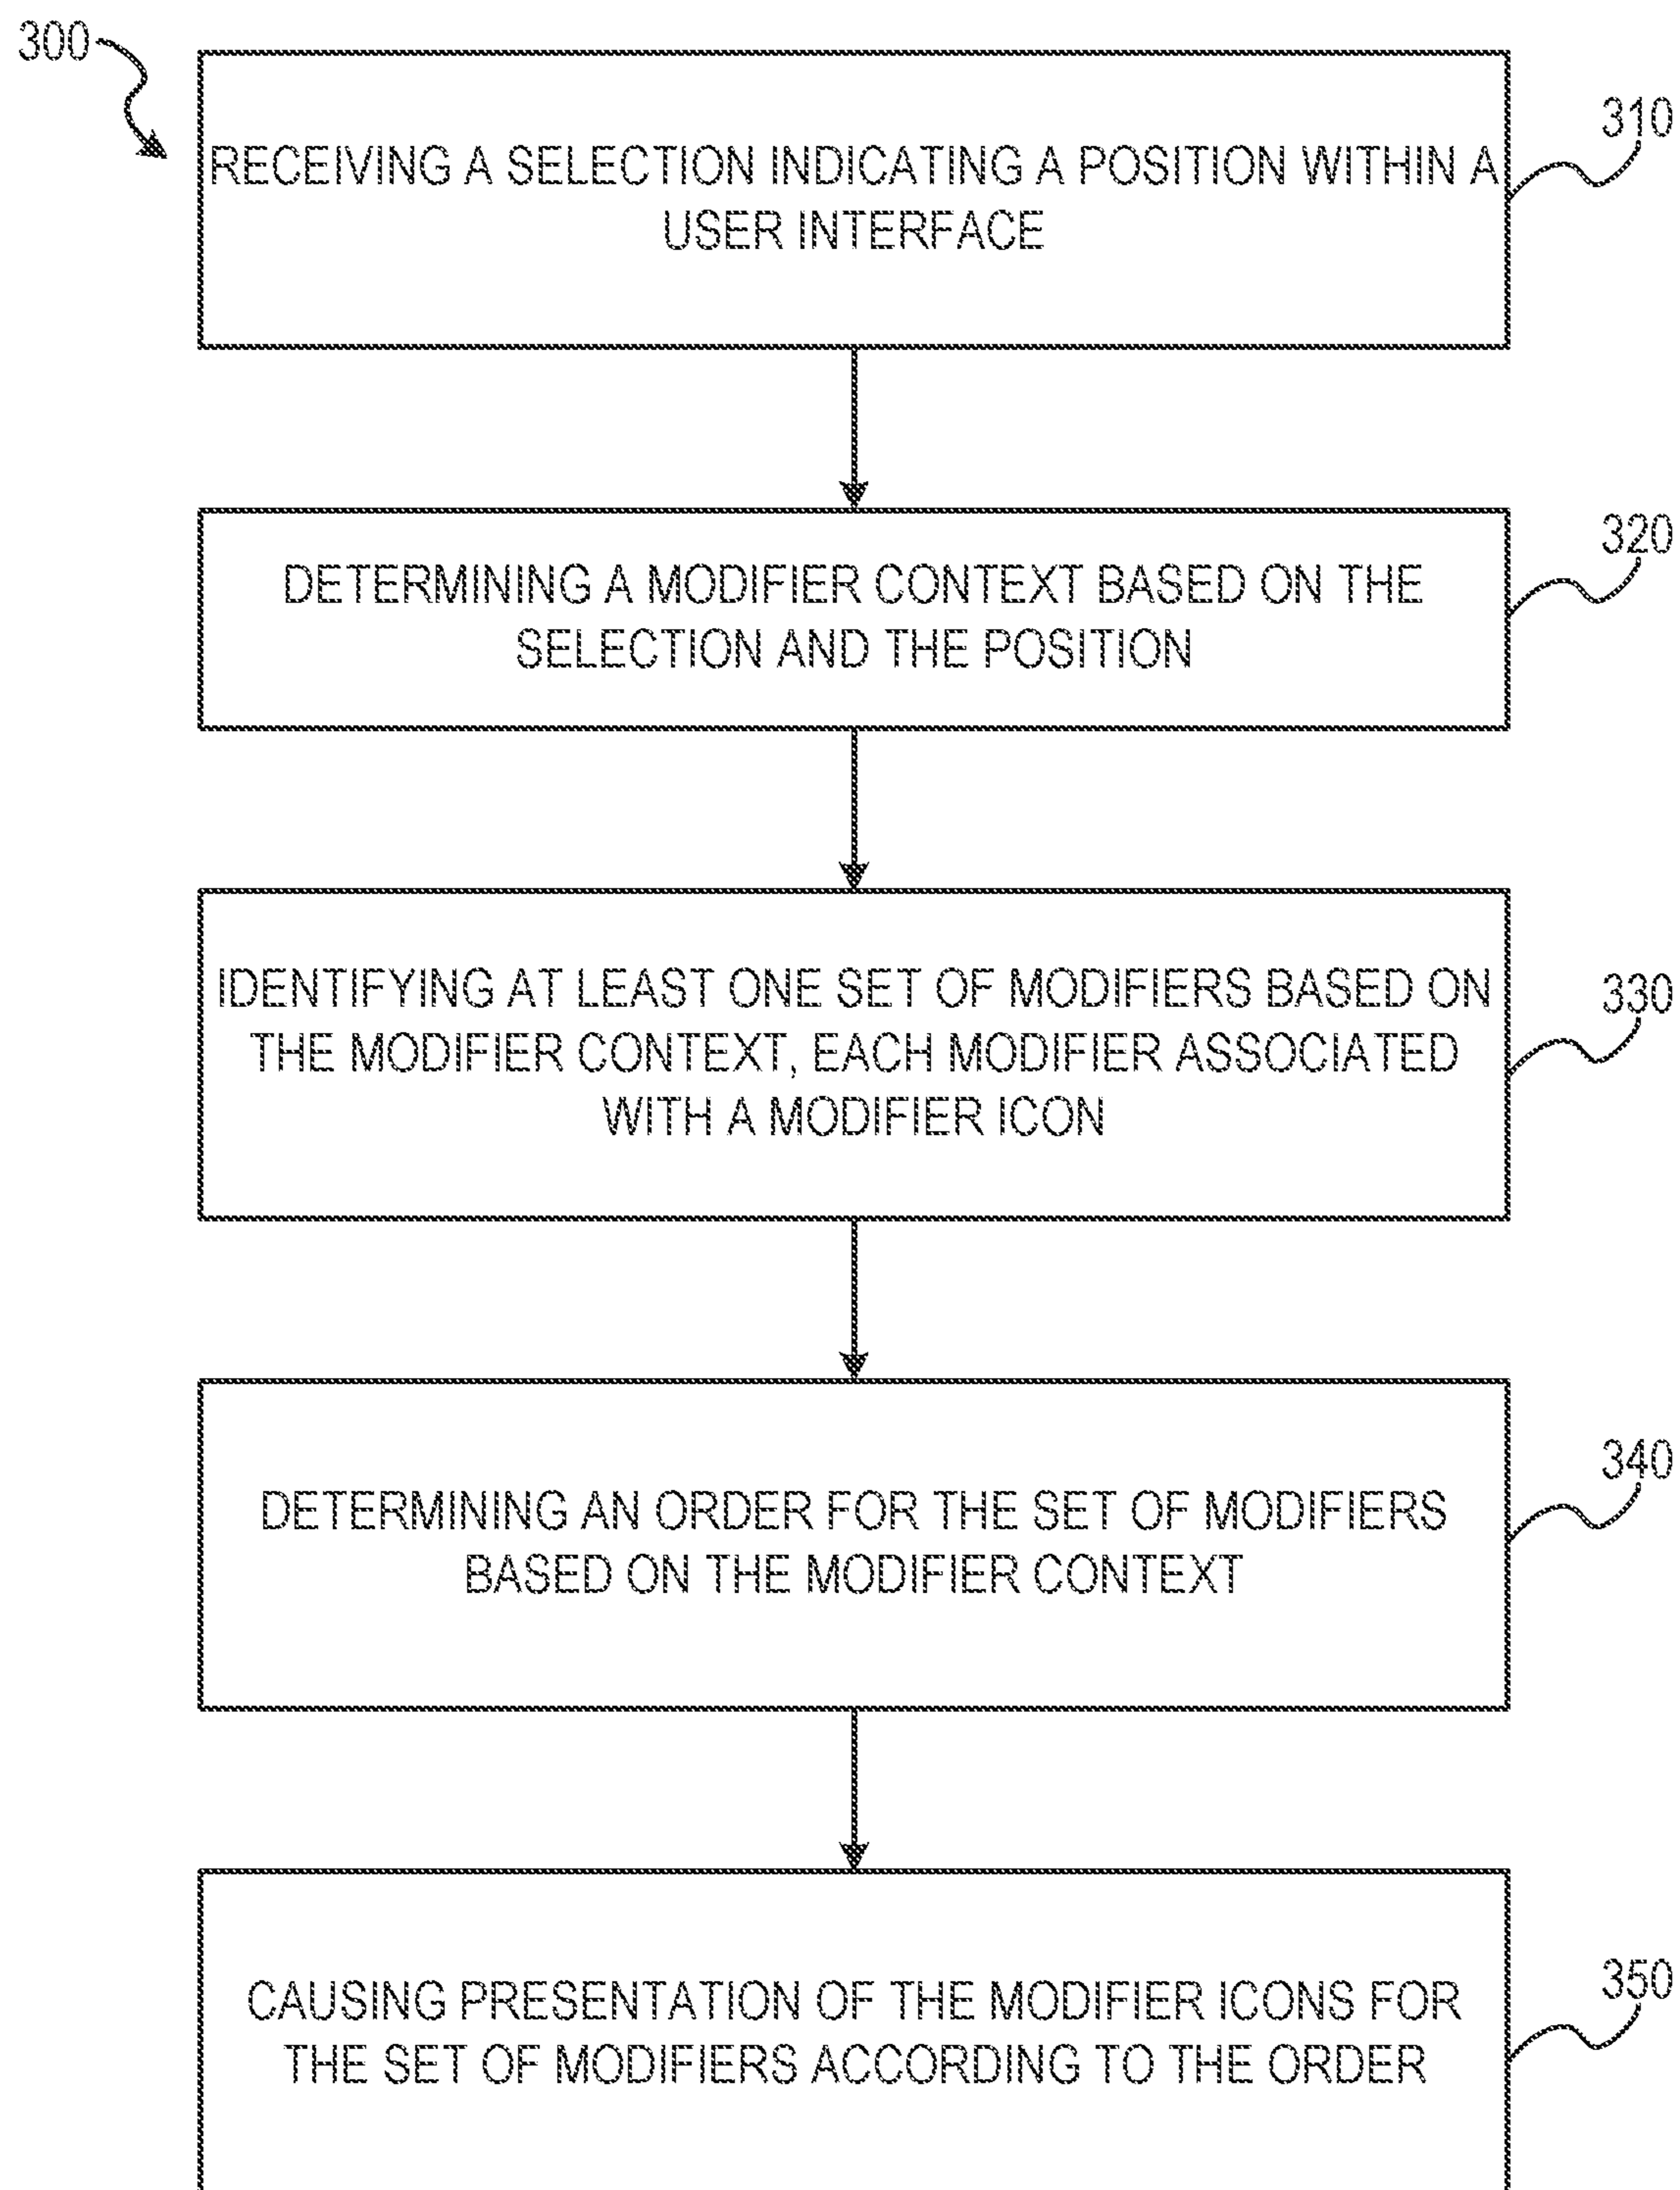 300
310
RECEIVING A SELECTION INDICATING A POSITION WITHIN A
USER INTERFACE
320
DETERMINING A MODIFIER CONTEXT BASED ON THE
SELECTION AND THE POSITION
330
IDENTIFYING AT LEAST ONE SET OF MODIFIERS BASED ON
THE MODIFIER CONTEXT, EACH MODIFIER ASSOCIATED
WITH A MODIFIER ICON
340
DETERMINING AN ORDER FOR THE SET OF MODIFIERS
BASED ON THE MODIFIER CONTEXT
350
CAUSING PRESENTATION OF THE MODIFIER ICONS FOR
THE SET OF MODIFIERS ACCORDING TO THE ORDER